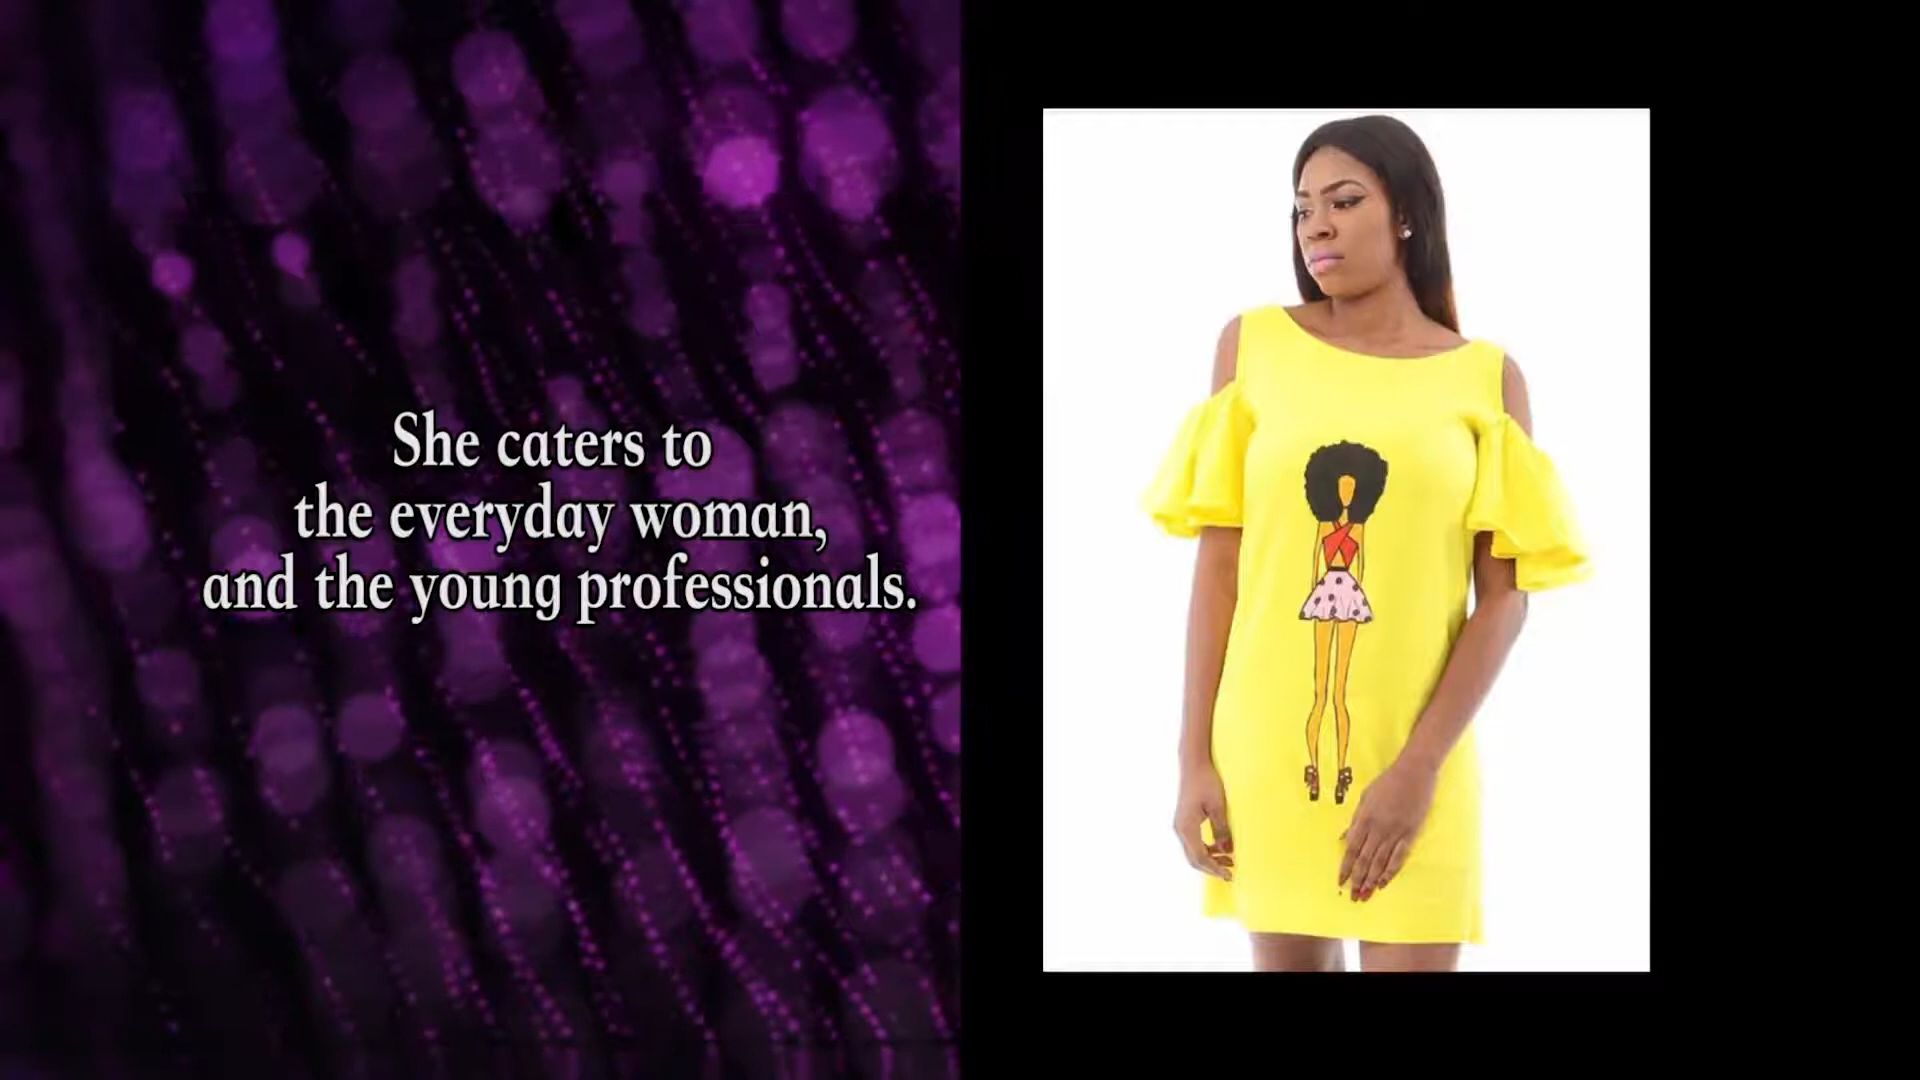 She caters to
the everyday woman,
and the young professionals.